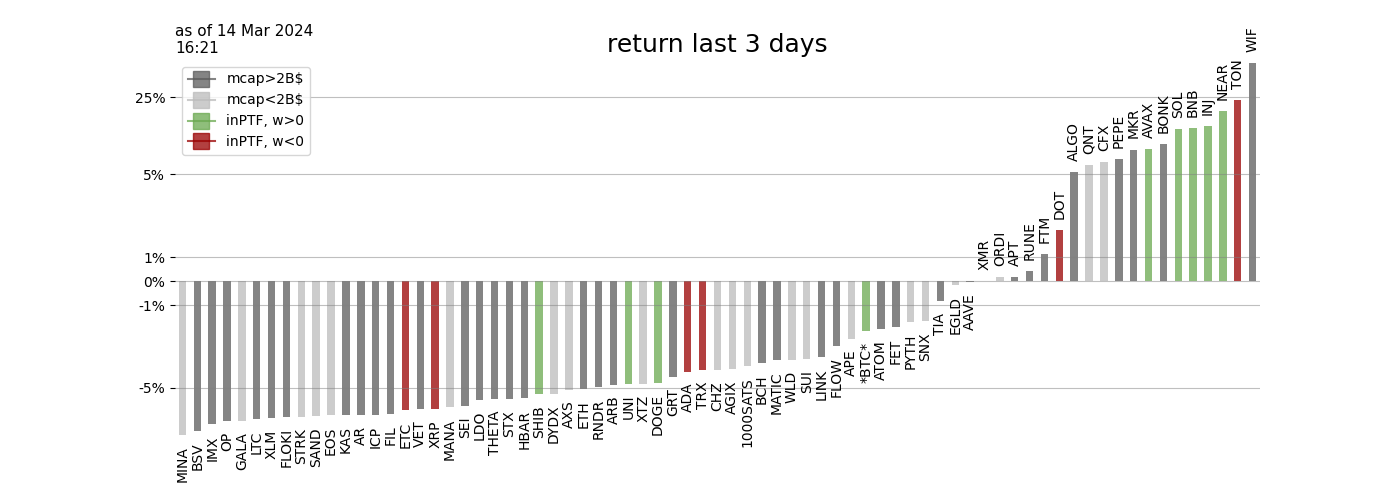 as of 14 Mar 2024
16:21
return last 3 days
mcap>2B$
mcap<2B$
inPTF, w>0
inPTF, w<0
25%
5%
1%
0%
-1%
-5%
MINA
BSV
IMX
OP
GALA
LTC
XLM
FLOKI
STRK
SAND
EOS
KAS
AR
ICP
FIL
ETC
VET
XRP
MANA
SEI
LDO
THETA
STX
HBAR
SHIB
DYDX
AXS
ETH
RNDR
ARB
UNI
XTZ
DOGE
GRT
ADA
TRX
CHZ
AGIX
1000SATS
BCH
MATIC
WLD
SUI
LINK
FLOW
APE
*BTC*
ATOM
FET
PYTH
SNX
TIA
EGLD
AAVE
XMR
ORDI
APT
RUNE
FTM
DOT
ALGO
QNT
CFX
PEPE
MKR
AVAX
BONK
SOL
BNB
INJ
NEAR
TON
WIF